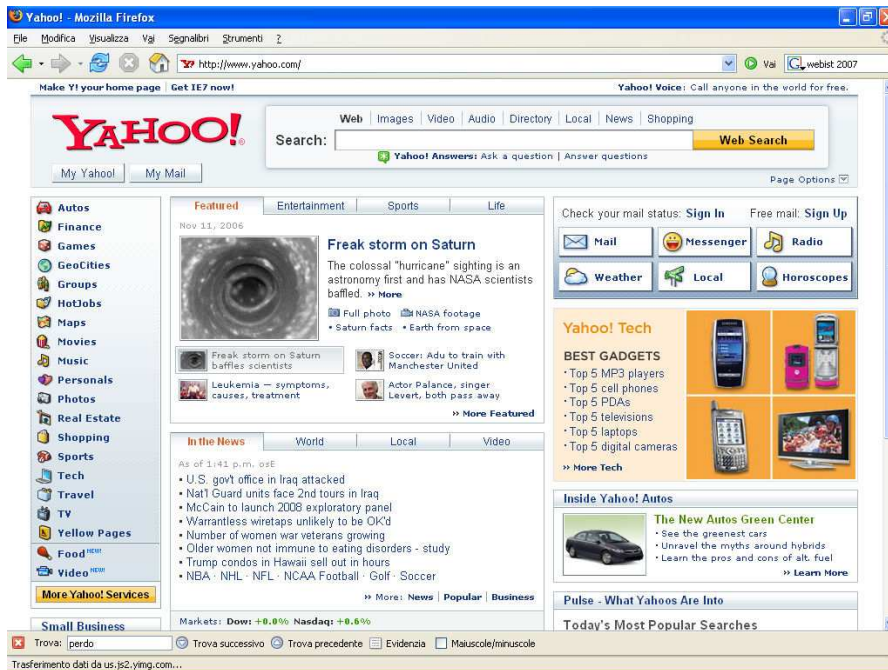 Yahoo! - Mozilla Firefox
File Modifica Visualizza Vai Segnalibri Strumenti ?
http://www.yahoo.com/
Vai
webist 2007
Make Y! your home page | Get IE7 now!
Yahoo! Voice: Call anyone in the world for free.
YAHOO!
Web | Images | Video | Audio | Directory | Local | News | Shopping
Search:
Web Search
Yahoo! Answers: Ask a question | Answer questions
My Yahoo!
My Mail
Page Options
Autos
Finance
Games
GeoCities
Groups
HotJobs
Maps
Movies
Music
Personals
Photos
Real Estate
Shopping
Sports
Tech
Travel
TV
Yellow Pages
Food NEW!
Video NEW!
More Yahoo! Services
Small Business
Featured
Entertainment
Sports
Life
Nov 11, 2006
Freak storm on Saturn
The colossal "hurricane" sighting is an
astronomy first and has NASA scientists
baffled. » More
Full photo
NASA footage
• Saturn facts • Earth from space
Freak storm on Saturn
baffles scientists
Soccer: Adu to train with
Manchester United
Leukemia — symptoms,
causes, treatment
Actor Palance, singer
Levert, both pass away
» More Featured
In the News
World
Local
Video
As of 1:41 p.m. osE
• U.S. gov't office in Iraq attacked
• Nat'l Guard units face 2nd tours in Iraq
• McCain to launch 2008 exploratory panel
• Warrantless wiretaps unlikely to be OK'd
• Number of women war veterans growing
• Older women not immune to eating disorders - study
• Trump condos in Hawaii sell out in hours
• NBA · NHL · NFL · NCAA Football · Golf · Soccer
» More: News | Popular | Business
Markets: Dow: +0.0% Nasdaq: +0.6%
Check your mail status: Sign In
Free mail: Sign Up
Mail
Messenger
Radio
Weather
Local
Horoscopes
Yahoo! Tech
BEST GADGETS
· Top 5 MP3 players
· Top 5 cell phones
· Top 5 PDAs
· Top 5 televisions
· Top 5 laptops
· Top 5 digital cameras
» More Tech
Inside Yahoo! Autos
The New Autos Green Center
• See the greenest cars
• Unravel the myths around hybrids
• Learn the pros and cons of alt. fuel
» Learn More
Pulse - What Yahoos Are Into
Today's Most Popular Searches
Trova: perdo
Trova successivo
Trova precedente
Evidenzia
Maiuscole/minuscole
Trasferimento dati da us.js2.yimg.com...